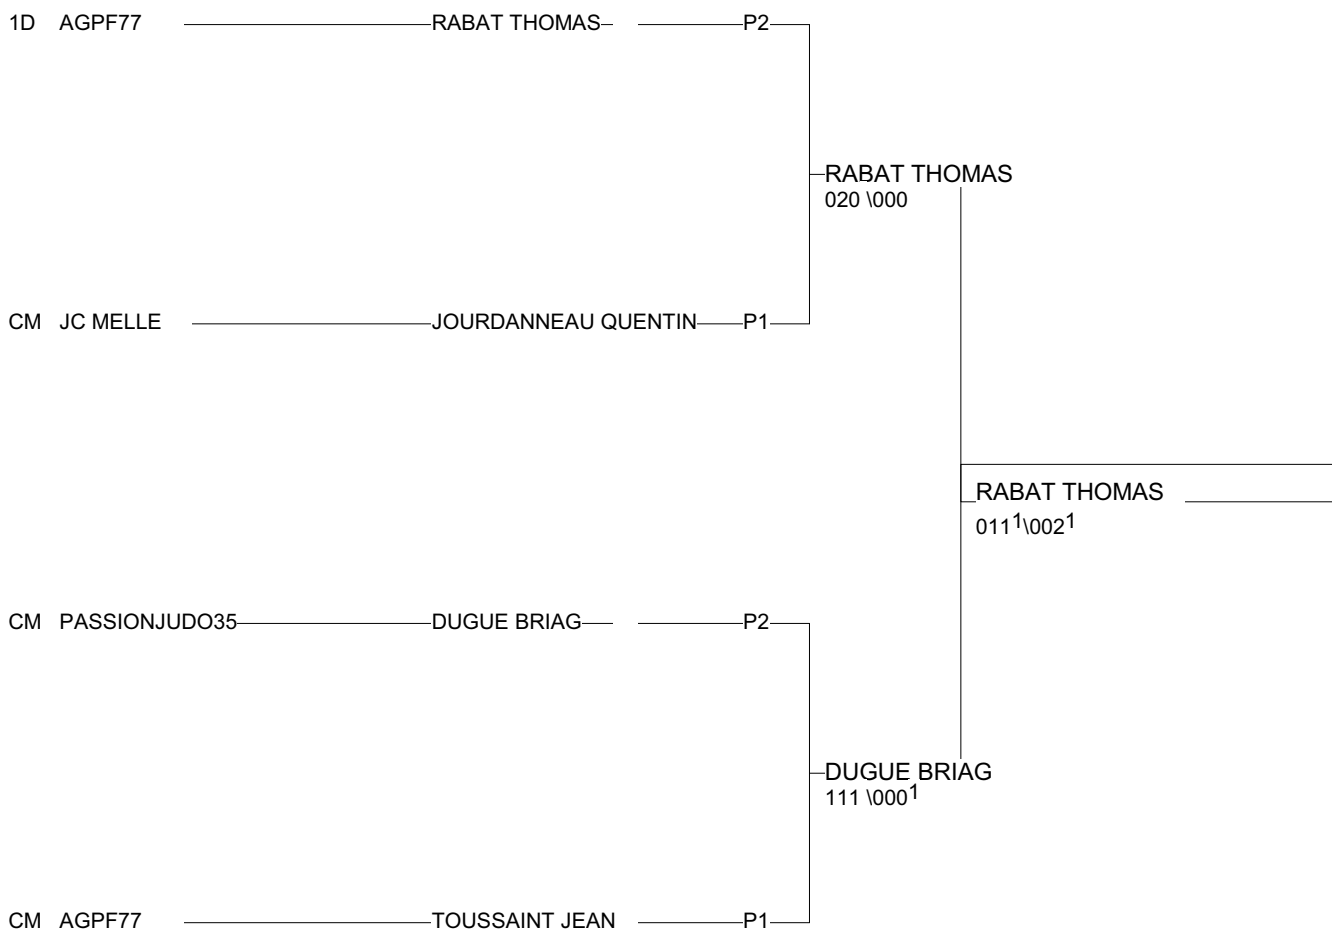 1D AGPF77 RABAT THOMAS P2
RABAT THOMAS
020 \000
CM JC MELLE JOURDANNEAU QUENTIN P1
RABAT THOMAS
011¹\002¹
CM PASSIONJUDO35 DUGUE BRIAG P2
DUGUE BRIAG
111 \000¹
CM AGPF77 TOUSSAINT JEAN P1